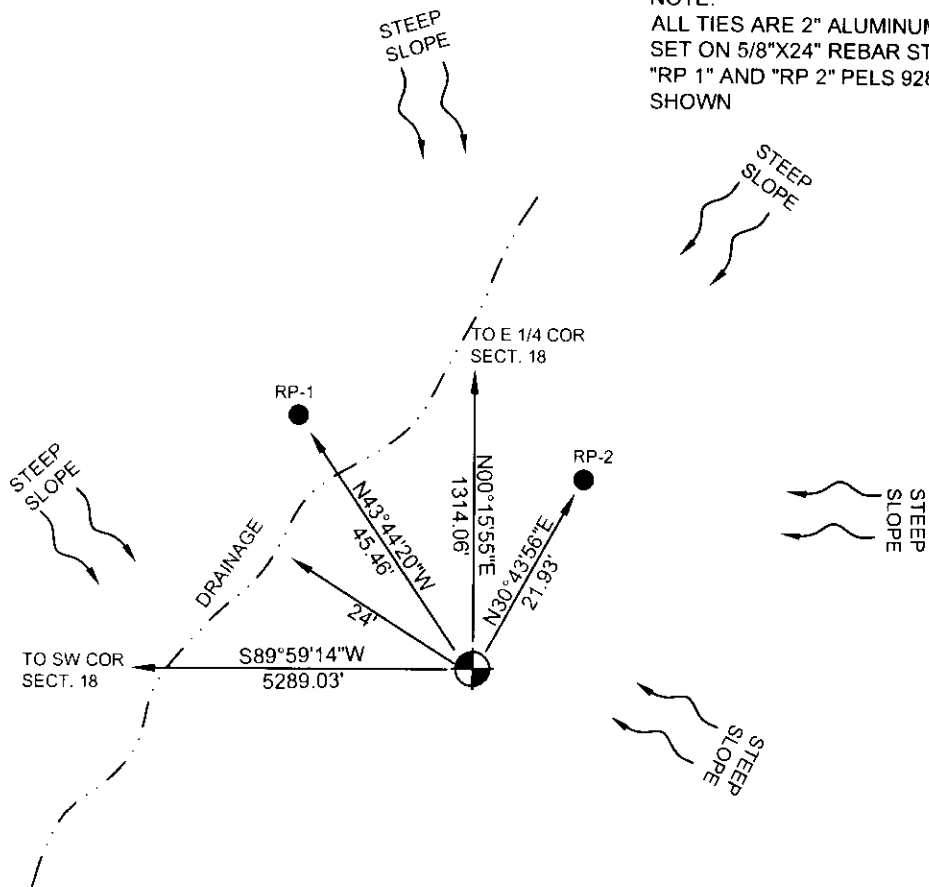 NOTE:
ALL TIES ARE 2" ALUMINUM
SET ON 5/8"X24" REBAR ST
"RP 1" AND "RP 2" PELS 928
SHOWN
STEEP
SLOPE
STEEP
SLOPE
TO E 1/4 COR
SECT. 18
RP-1
RP-2
STEEP
SLOPE
STEEP
SLOPE
DRAINAGE
N43°44'20"W
45.46'
N00°15'55"E
1314.06'
N30°43'56"E
21.93'
24'
TO SW COR
SECT. 18
S89°59'14"W
5289.03'
STEEP
SLOPE